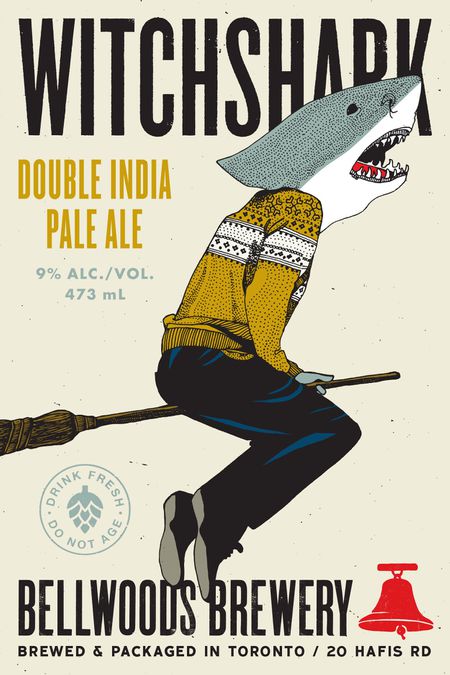 WITCHSHARK
DOUBLE INDIA
PALE ALE
9% ALC./VOL.
473 mL
DRINK FRESH
DO NOT AGE
BELLWOODS BREWERY
BREWED & PACKAGED IN TORONTO / 20 HAFIS RD